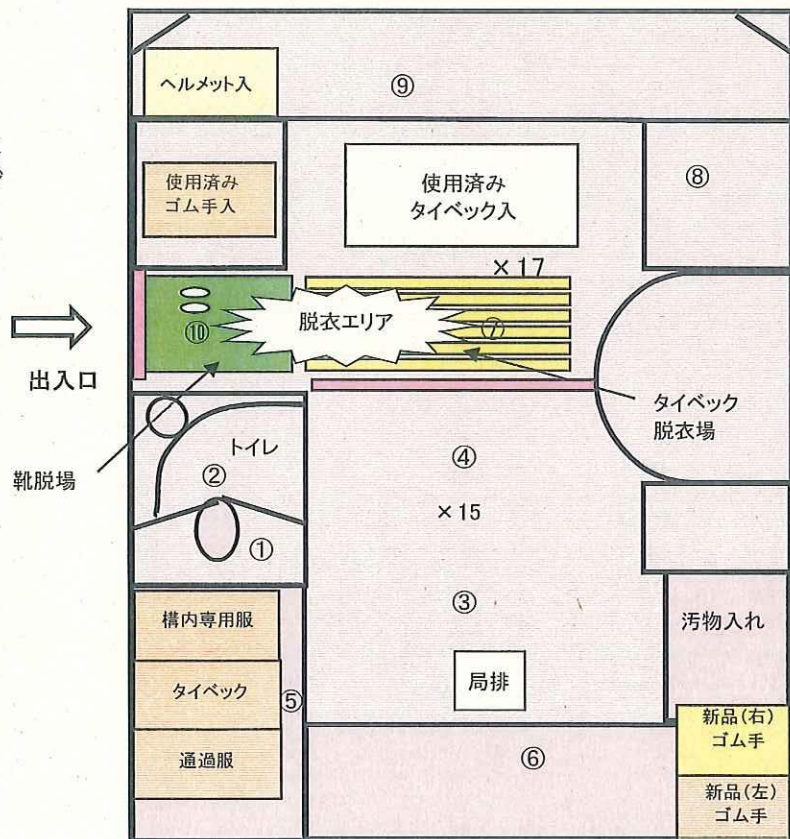 ヘルメット入
⑨
使用済み
ゴム手入
使用済み
タイベック入
⑧
×17
⑩
脱衣エリア
⑦
出入口
タイベック
脱衣場
トイレ
④
靴脱場
②
×15
①
③
構内専用服
汚物入れ
局排
タイベック
⑤
新品(右)
ゴム手
通過服
⑥
新品(左)
ゴム手